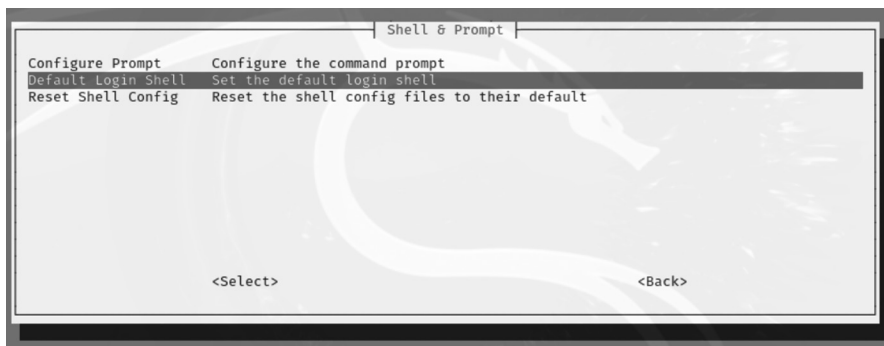 Shell & Prompt
Configure Prompt Configure the command prompt
Default Login Shell Set the default login shell
Reset Shell Config Reset the shell config files to their default
<Select> <Back>